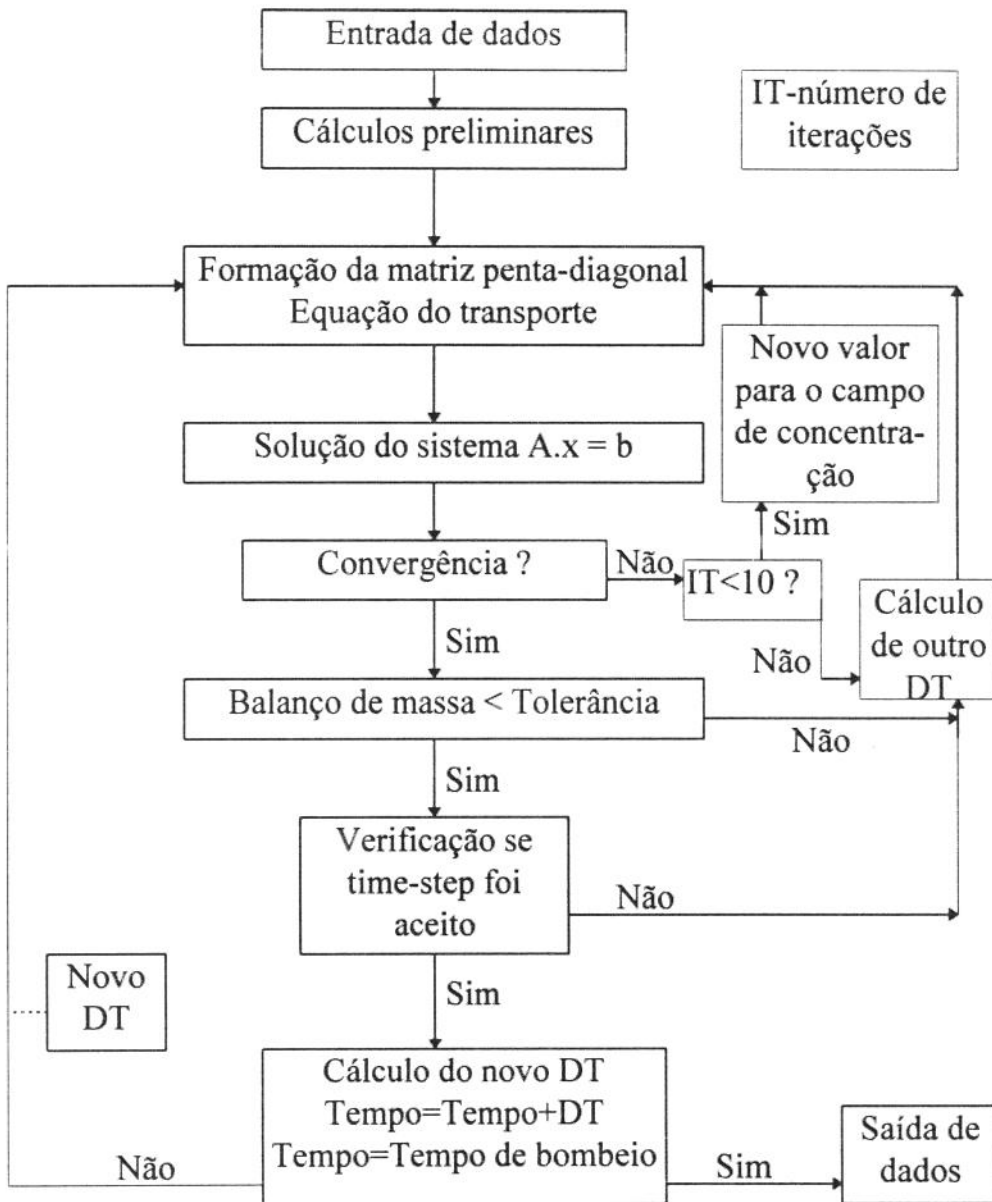 Entrada de dados
Cálculos preliminares
IT-número de
iterações
Formação da matriz penta-diagonal
Equação do transporte
Novo valor
para o campo
de concentra-
ção
Solução do sistema A.x = b
Sim
Convergência ?
Não
IT<10 ?
Cálculo
de outro
DT
Sim
Não
Balanço de massa < Tolerância
Não
Sim
Verificação se
time-step foi
aceito
Não
Novo
DT
Sim
Cálculo do novo DT
Tempo=Tempo+DT
Tempo=Tempo de bombeio
Não
Sim
Saída de
dados